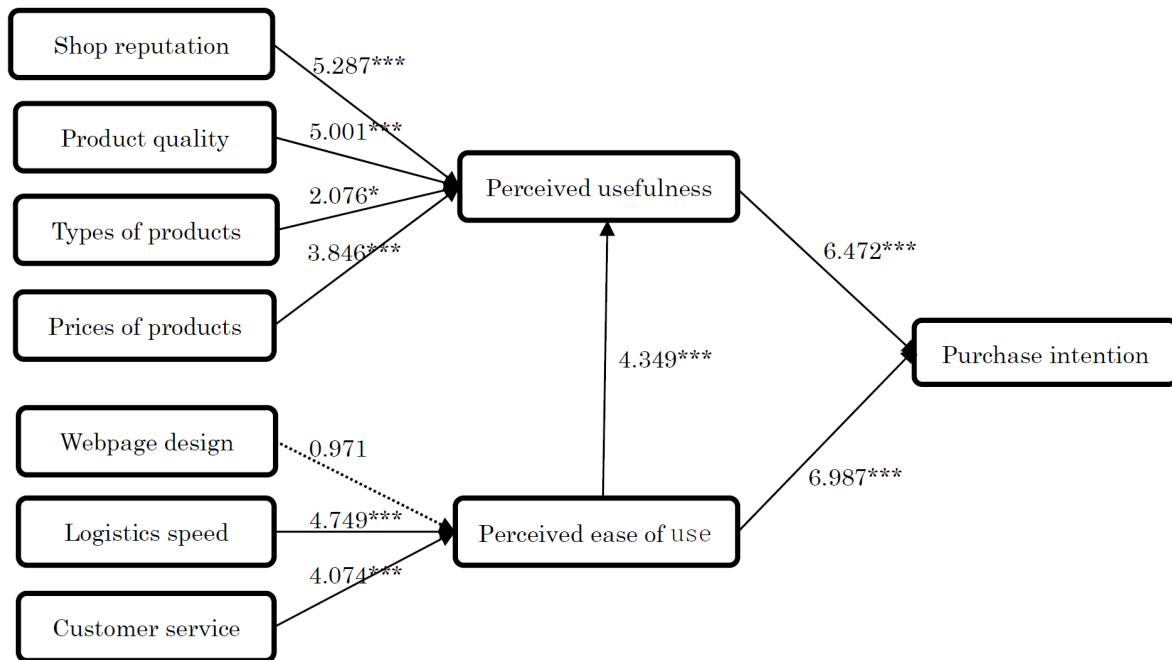 Shop reputation
5.287***
Product quality
5.001***
Perceived usefulness
Types of products
2.076*
3.846***
6.472***
Prices of products
4.349***
Purchase intention
Webpage design
0.971
6.987***
Logistics speed
4.749***
Perceived ease of use
4.074***
Customer service